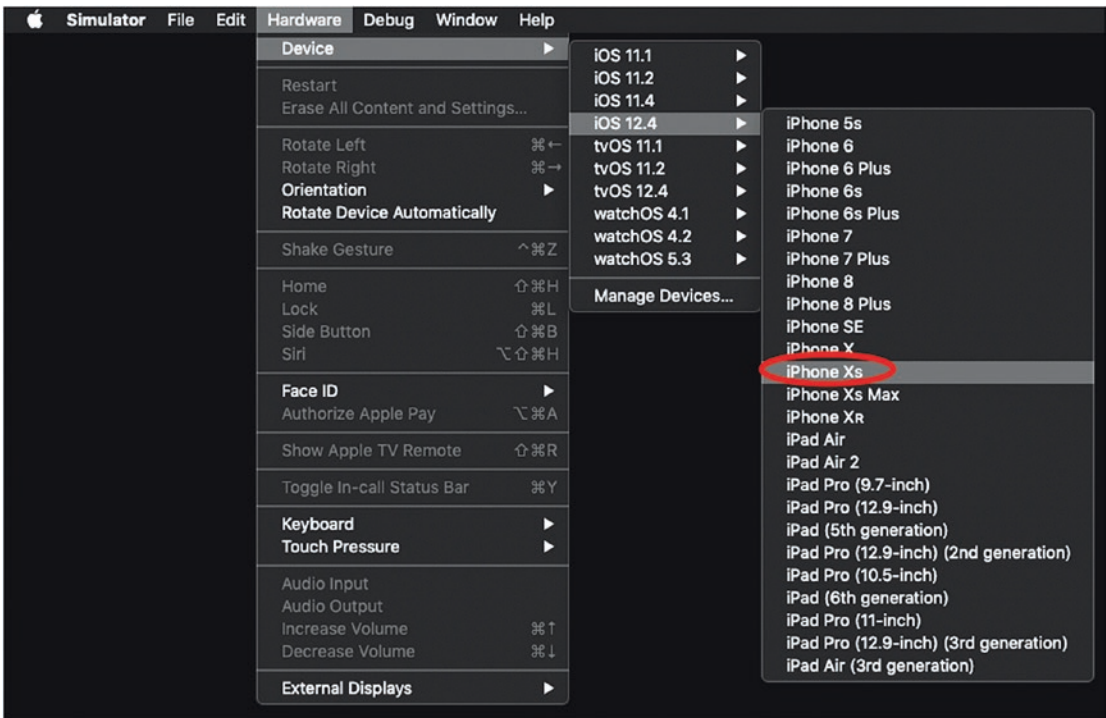 Simulator File Edit Hardware Debug Window Help
Device ▶
Restart
Erase All Content and Settings...
Rotate Left ⌘←
Rotate Right ⌘→
Orientation ▶
Rotate Device Automatically
Shake Gesture ^⌘Z
Home ⇧⌘H
Lock ⌘L
Side Button ⇧⌘B
Siri ⌥⇧⌘H
Face ID ▶
Authorize Apple Pay ⌥⌘A
Show Apple TV Remote ⇧⌘R
Toggle In-call Status Bar ⌘Y
Keyboard ▶
Touch Pressure ▶
Audio Input
Audio Output
Increase Volume ⌘↑
Decrease Volume ⌘↓
External Displays ▶
iOS 11.1 ▶
iOS 11.2 ▶
iOS 11.4 ▶
iOS 12.4 ▶
tvOS 11.1 ▶
tvOS 11.2 ▶
tvOS 12.4 ▶
watchOS 4.1 ▶
watchOS 4.2 ▶
watchOS 5.3 ▶
Manage Devices...
iPhone 5s
iPhone 6
iPhone 6 Plus
iPhone 6s
iPhone 6s Plus
iPhone 7
iPhone 7 Plus
iPhone 8
iPhone 8 Plus
iPhone SE
iPhone X
iPhone Xs
iPhone Xs Max
iPhone Xʀ
iPad Air
iPad Air 2
iPad Pro (9.7-inch)
iPad Pro (12.9-inch)
iPad (5th generation)
iPad Pro (12.9-inch) (2nd generation)
iPad Pro (10.5-inch)
iPad (6th generation)
iPad Pro (11-inch)
iPad Pro (12.9-inch) (3rd generation)
iPad Air (3rd generation)